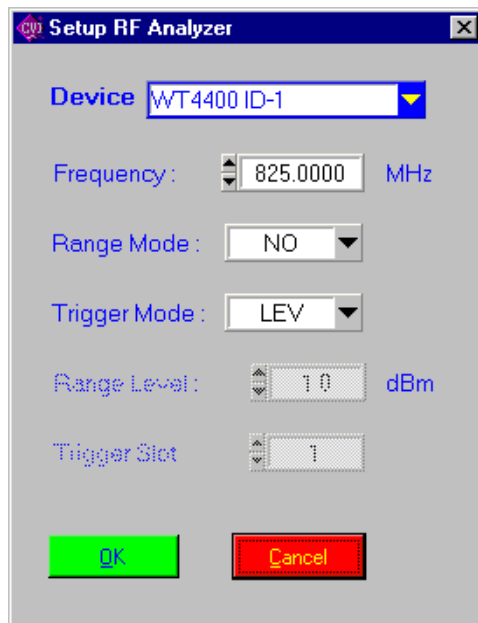 CVI Setup RF Analyzer
Device WT4400 ID-1
Frequency : 825.0000 MHz
Range Mode : NO
Trigger Mode : LEV
Range Level : 10 dBm
Trigger Slot 1
OK Cancel